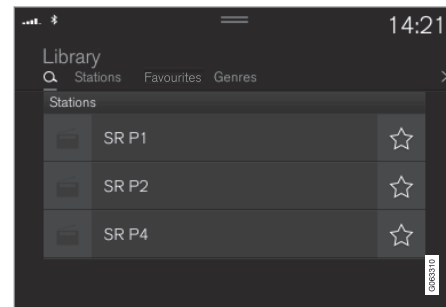 14:21
Library
Stations Favourites Genres
Stations
SR P1
SR P2
SR P4
G063310